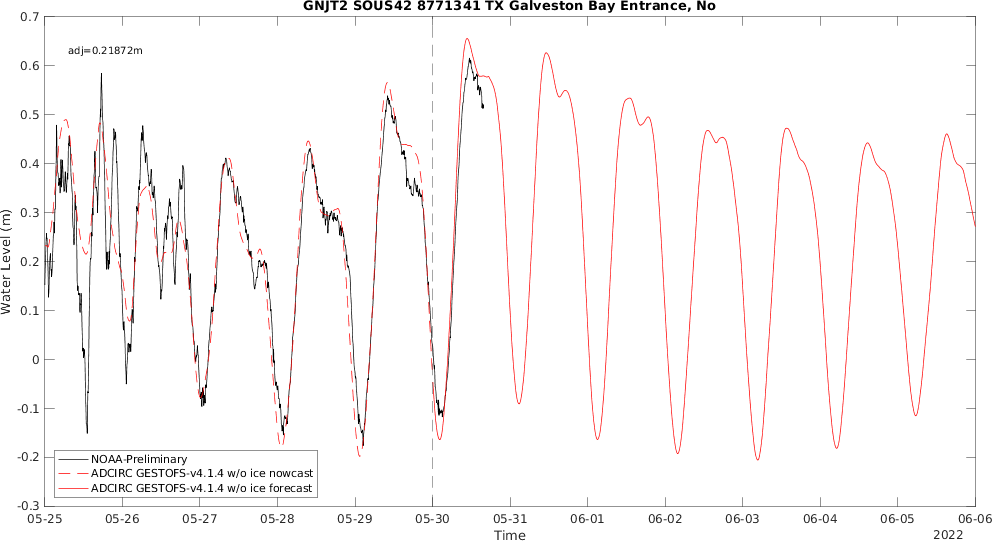 GNJT2 SOUS42 8771341 TX Galveston Bay Entrance, No
adj=0.21872m
0.7
0.6
0.5
0.4
0.3
0.2
0.1
0
-0.1
-0.2
-0.3
Water Level (m)
NOAA-Preliminary
ADCIRC GESTOFS-v4.1.4 w/o ice nowcast
ADCIRC GESTOFS-v4.1.4 w/o ice forecast
05-25 05-26 05-27 05-28 05-29 05-30 05-31 06-01 06-02 06-03 06-04 06-05 06-06
Time
2022